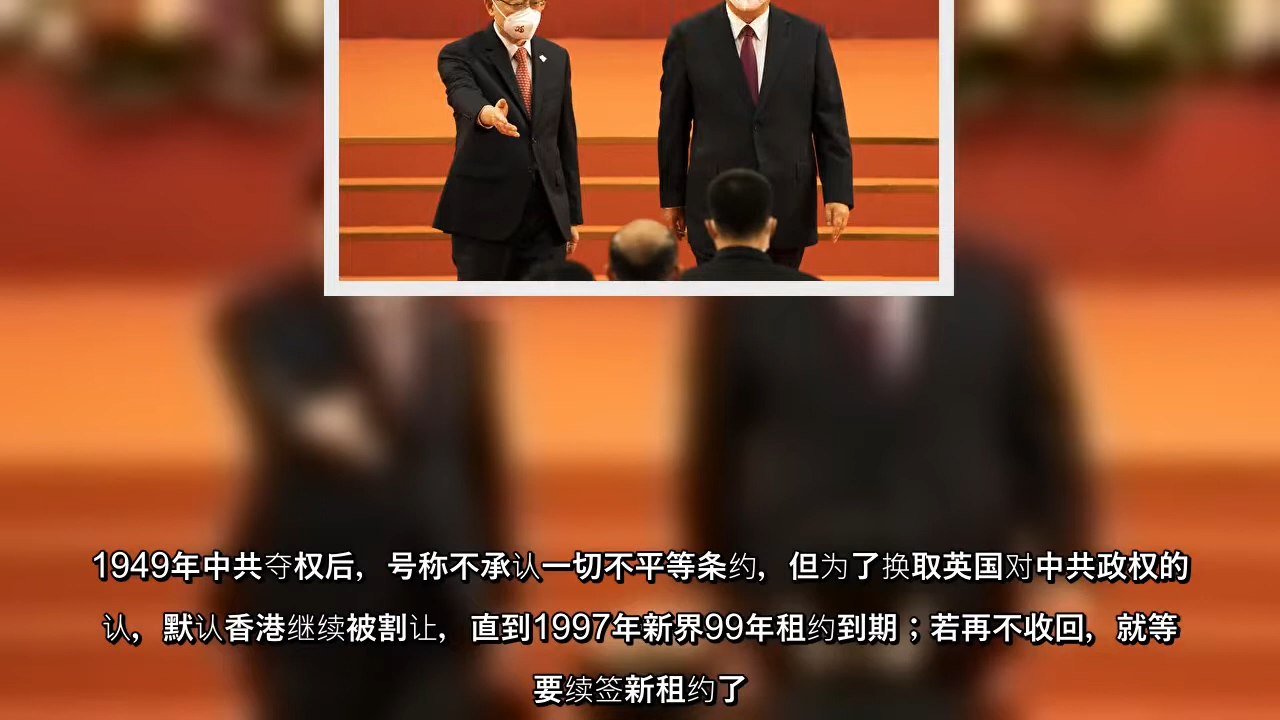 1949年中共夺权后，号称不承认一切不平等条约，但为了换取英国对中共政权的
认，默认香港继续被割让，直到1997年新界99年租约到期；若再不收回，就等
要续签新租约了